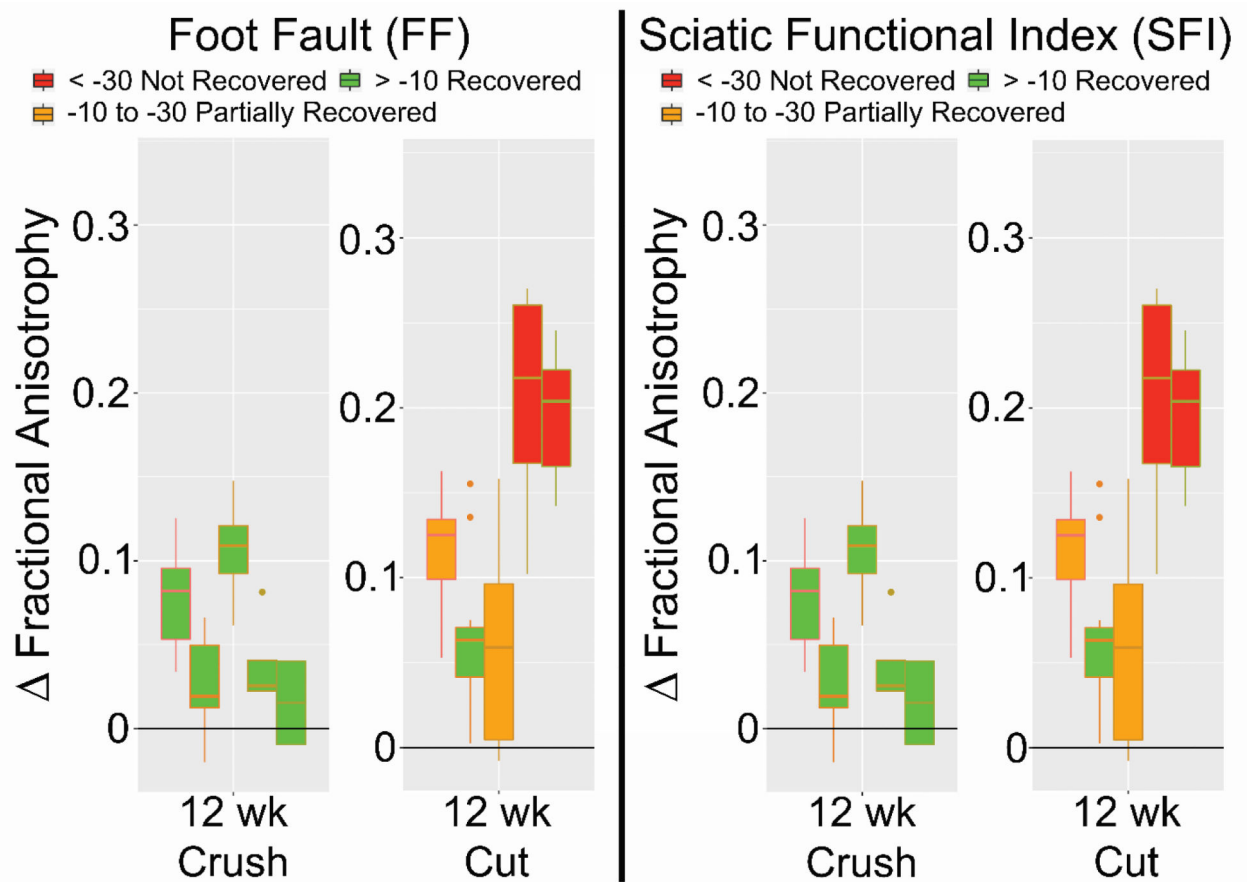 Foot Fault (FF)
< -30 Not Recovered > -10 Recovered
-10 to -30 Partially Recovered
Δ Fractional Anisotrophy
0.3
0.2
0.1
0
12 wk
Crush
0.3
0.2
0.1
0
12 wk
Cut
Sciatic Functional Index (SFI)
< -30 Not Recovered > -10 Recovered
-10 to -30 Partially Recovered
Δ Fractional Anisotrophy
0.3
0.2
0.1
0
12 wk
Crush
0.3
0.2
0.1
0
12 wk
Cut